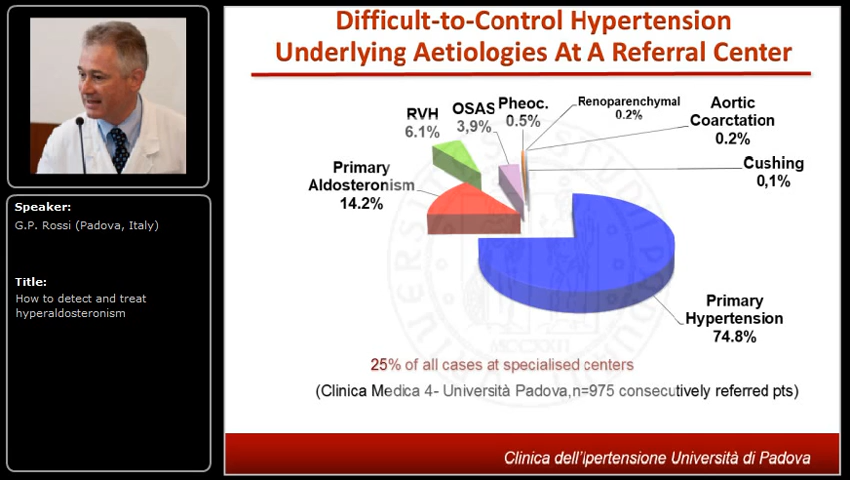 Difficult-to-Control Hypertension
Underlying Aetiologies At A Referral Center
Speaker:
G.P. Rossi (Padova, Italy)
Title:
How to detect and treat
hyperaldosteronism
RVH
6.1%
OSAS
3,9%
Pheoc.
0.5%
Renoparenchymal
0.2%
Aortic
Coarctation
0.2%
Cushing
0,1%
Primary
Aldosteronism
14.2%
Primary
Hypertension
74.8%
25% of all cases at specialised centers
(Clinica Medica 4- Università Padova,n=975 consecutively referred pts)
Clinica dell'ipertensione Università di Padova